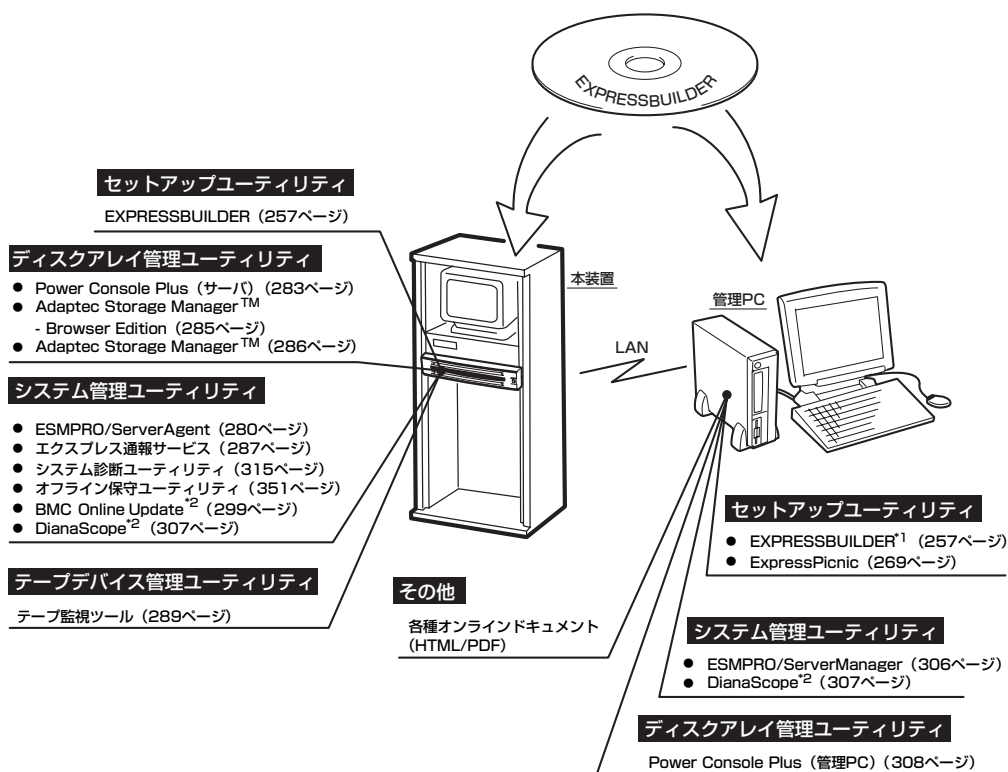 EXPRESSBUILDER
セットアップユーティリティ
EXPRESSBUILDER（257ページ）
ディスクアレイ管理ユーティリティ
● Power Console Plus（サーバ）（283ページ）
● Adaptec Storage Manager™
- Browser Edition（285ページ）
● Adaptec Storage Manager™（286ページ）
システム管理ユーティリティ
● ESMPRO/ServerAgent（280ページ）
● エクスプレス通報サービス（287ページ）
● システム診断ユーティリティ（315ページ）
● オフライン保守ユーティリティ（351ページ）
● BMC Online Update*2（299ページ）
● DianaScope*2（307ページ）
テープデバイス管理ユーティリティ
テープ監視ツール（289ページ）
本装置
LAN
管理PC
その他
各種オンラインドキュメント
（HTML/PDF）
セットアップユーティリティ
● EXPRESSBUILDER*1（257ページ）
● ExpressPicnic（269ページ）
システム管理ユーティリティ
● ESMPRO/ServerManager（306ページ）
● DianaScope*2（307ページ）
ディスクアレイ管理ユーティリティ
Power Console Plus（管理PC）（308ページ）